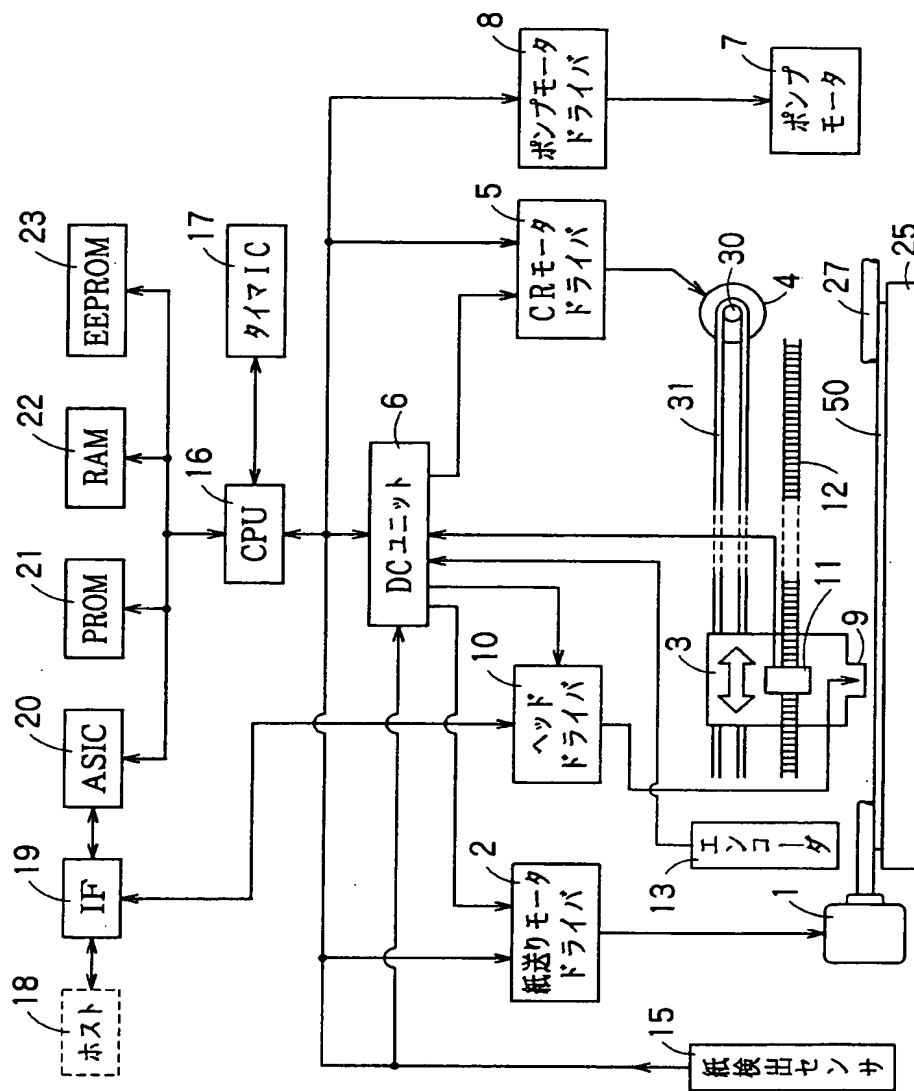 18
ホスト
19
IF
20
ASIC
21
PROM
22
RAM
23
EEPROM
16
CPU
17
タイマIC
6
DCユニット
15
紙検出センサ
2
紙送りモータ
ドライバ
10
ヘッド
ドライバ
5
CRモータ
ドライバ
8
ポンプモータ
ドライバ
7
ポンプ
モータ
13
エンコーダ
1
3
11
9
31
12
30
4
27
50
25